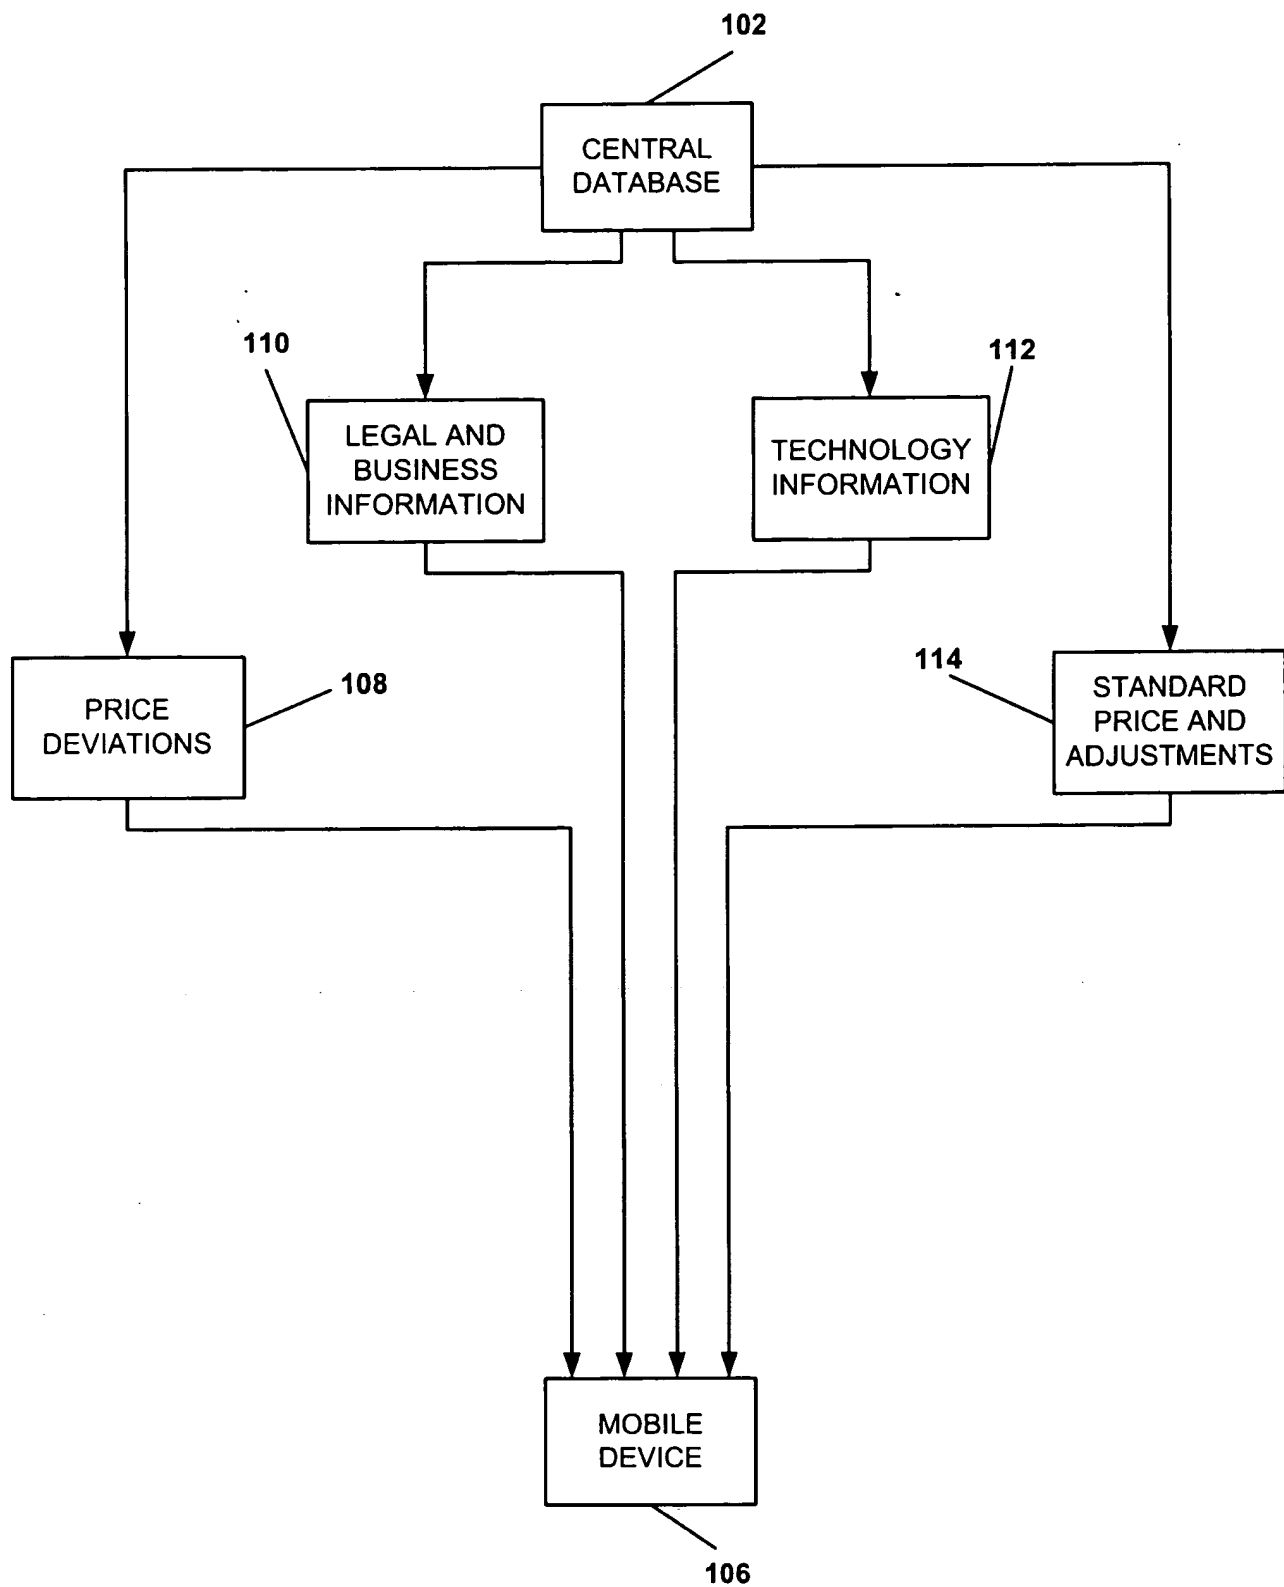 102
CENTRAL
DATABASE
110
112
LEGAL AND
BUSINESS
INFORMATION
TECHNOLOGY
INFORMATION
108
114
PRICE
DEVIATIONS
STANDARD
PRICE AND
ADJUSTMENTS
MOBILE
DEVICE
106